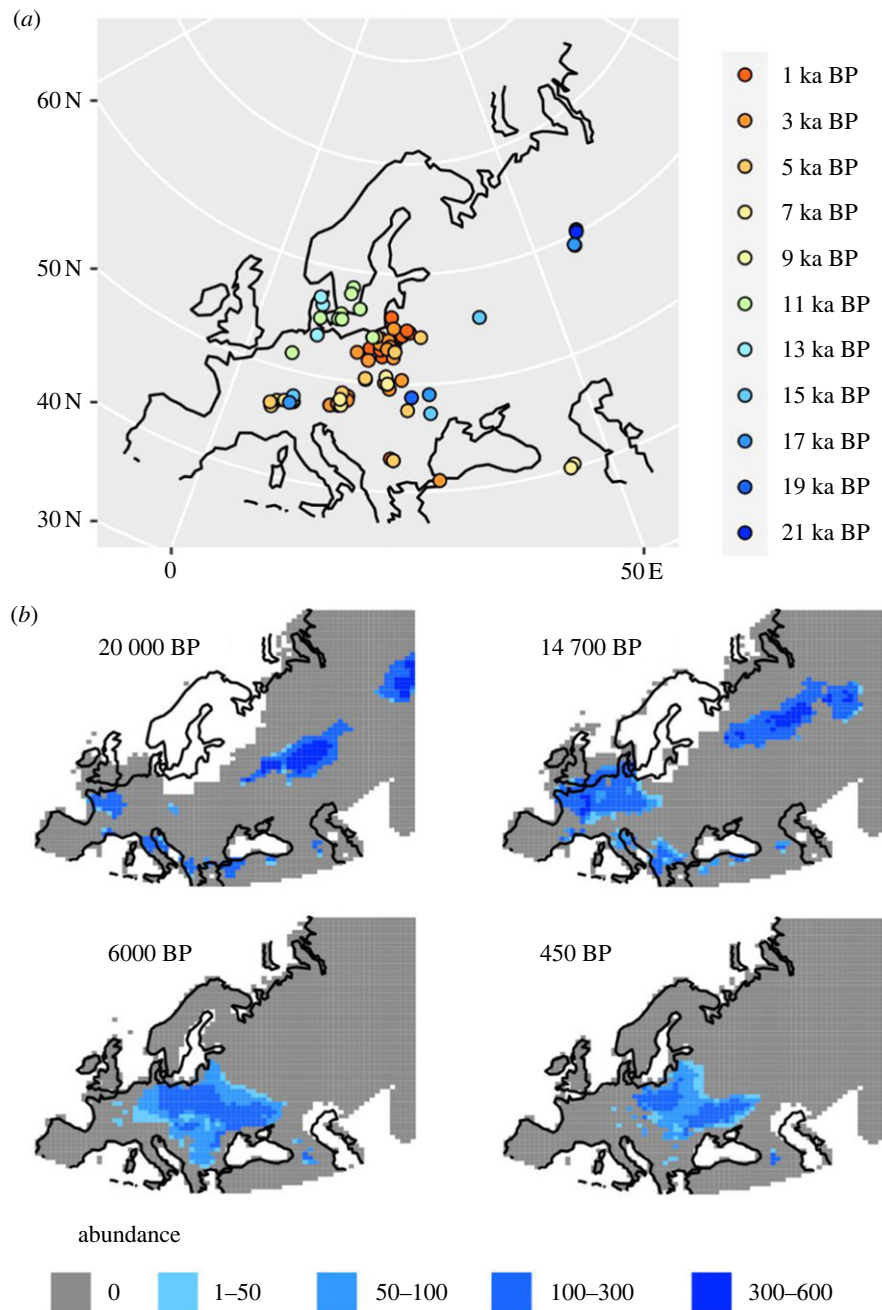 (a)
60 N
50 N
40 N
30 N
0
50 E
1 ka BP
3 ka BP
5 ka BP
7 ka BP
9 ka BP
11 ka BP
13 ka BP
15 ka BP
17 ka BP
19 ka BP
21 ka BP
(b)
20 000 BP
14 700 BP
6000 BP
450 BP
abundance
0
1–50
50–100
100–300
300–600